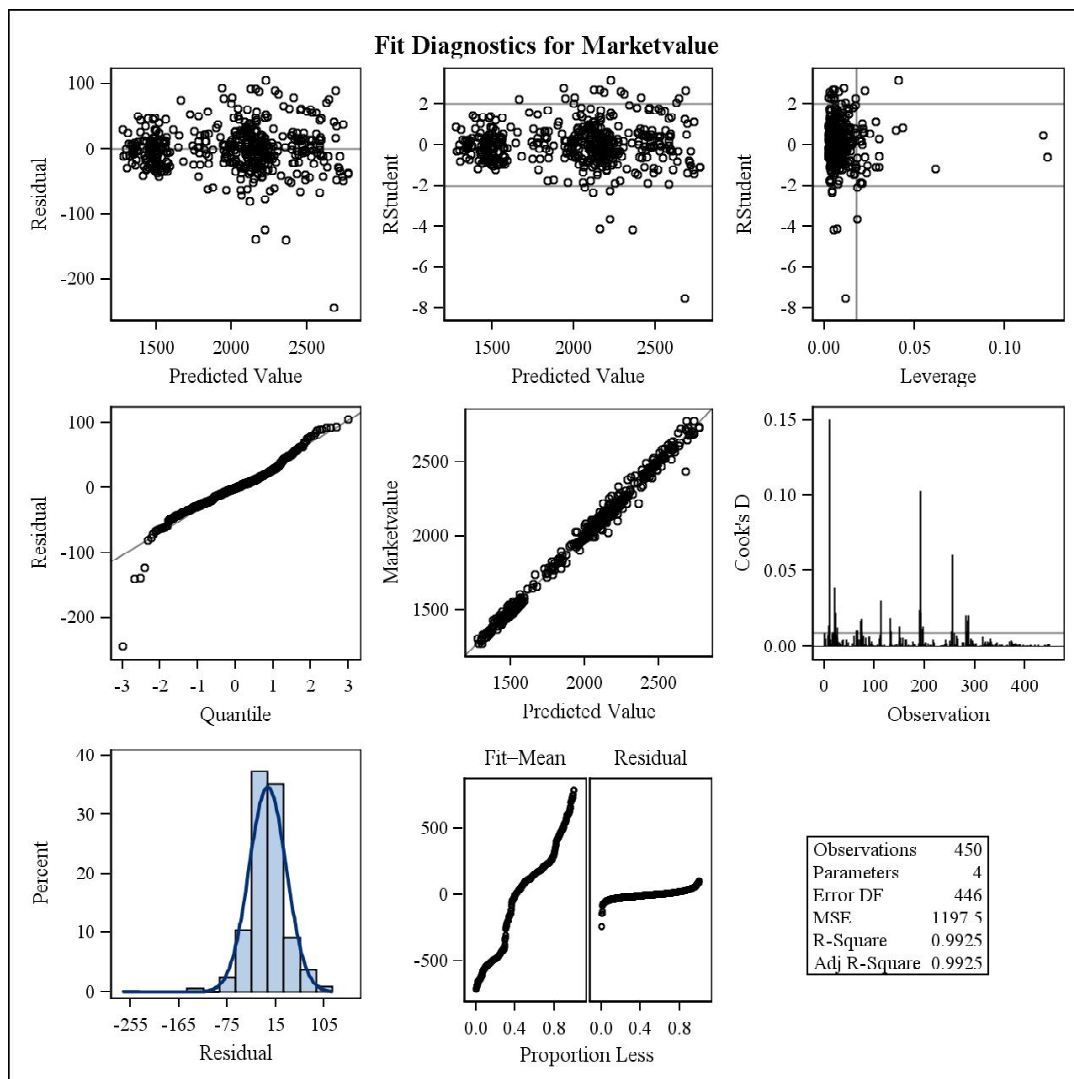 Fit Diagnostics for Marketvalue
100
0
-100
-200
Residual
1500 2000 2500
Predicted Value
2
0
-2
-4
-6
-8
RStudent
1500 2000 2500
Predicted Value
2
0
-2
-4
-6
-8
RStudent
0.00 0.05 0.10
Leverage
100
0
-100
-200
Residual
-3 -2 -1 0 1 2 3
Quantile
2500
2000
1500
Marketvalue
1500 2000 2500
Predicted Value
0.15
0.10
0.05
0.00
Cook's D
0 100 200 300 400
Observation
40
30
20
10
0
Percent
-255 -165 -75 15 105
Residual
Fit–Mean Residual
500
0
-500
0.0 0.4 0.8 0.0 0.4 0.8
Proportion Less
Observations 450
Parameters 4
Error DF 446
MSE 1197.5
R-Square 0.9925
Adj R-Square 0.9925